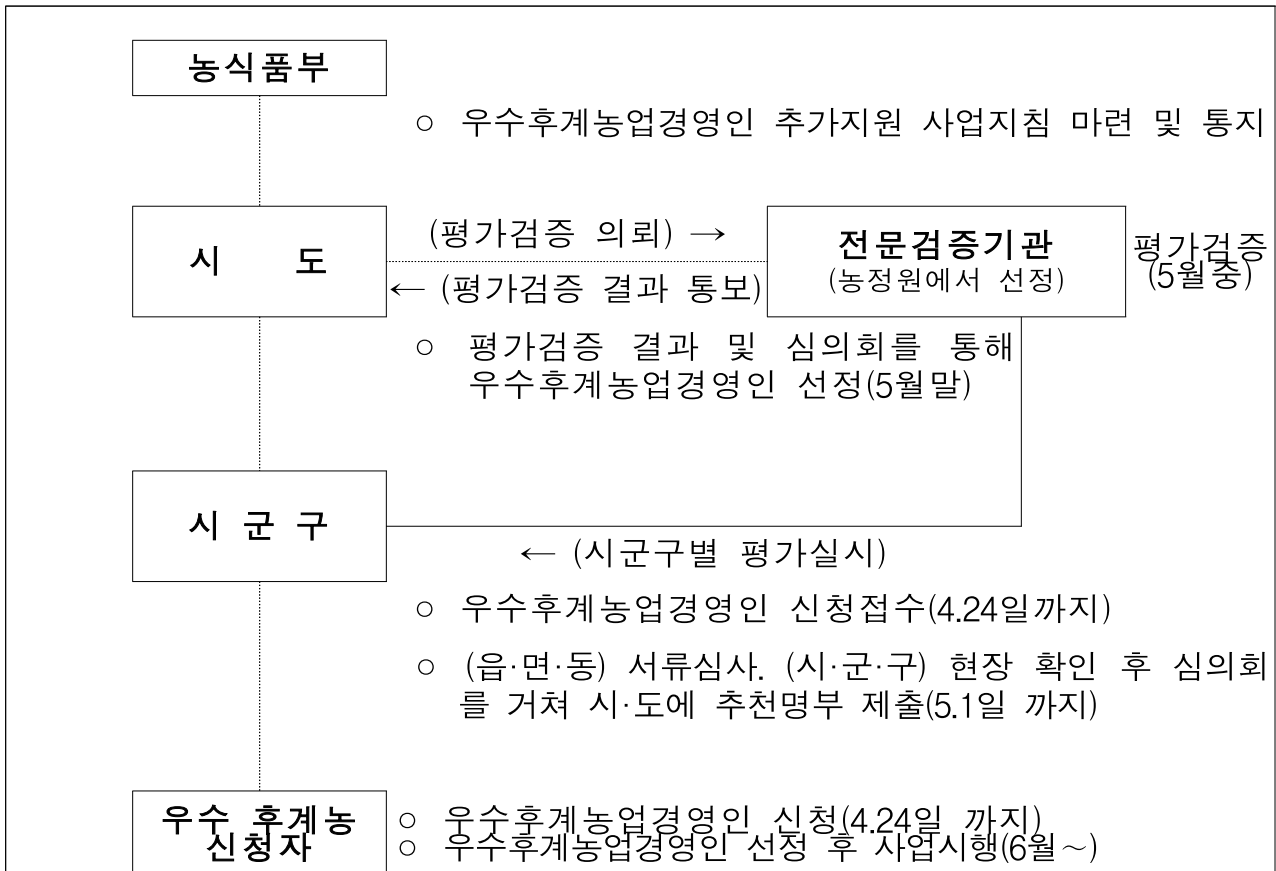 농식품부
○ 우수후계농업경영인 추가지원 사업지침 마련 및 통지
시 도
(평가검증 의뢰) →
← (평가검증 결과 통보)
전문검증기관
(농정원에서 선정)
평가검증
(5월중)
○ 평가검증 결과 및 심의회를 통해
우수후계농업경영인 선정(5월말)
시 군 구
← (시군구별 평가실시)
○ 우수후계농업경영인 신청접수(4.24일까지)
○ (읍·면·동) 서류심사. (시·군·구) 현장 확인 후 심의회
를 거쳐 시·도에 추천명부 제출(5.1일 까지)
우수 후계농
신청자
○ 우수후계농업경영인 신청(4.24일 까지)
○ 우수후계농업경영인 선정 후 사업시행(6월～)